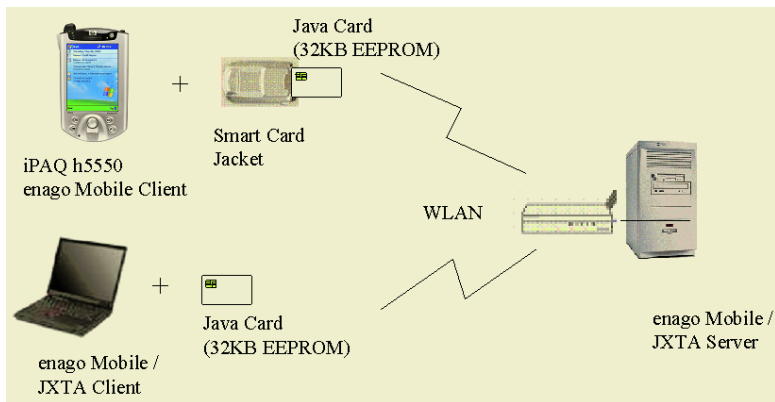 Java Card
(32KB EEPROM)
+
Smart Card
Jacket
iPAQ h5550
enago Mobile Client
WLAN
+
Java Card
(32KB EEPROM)
enago Mobile /
JXTA Client
enago Mobile /
JXTA Server